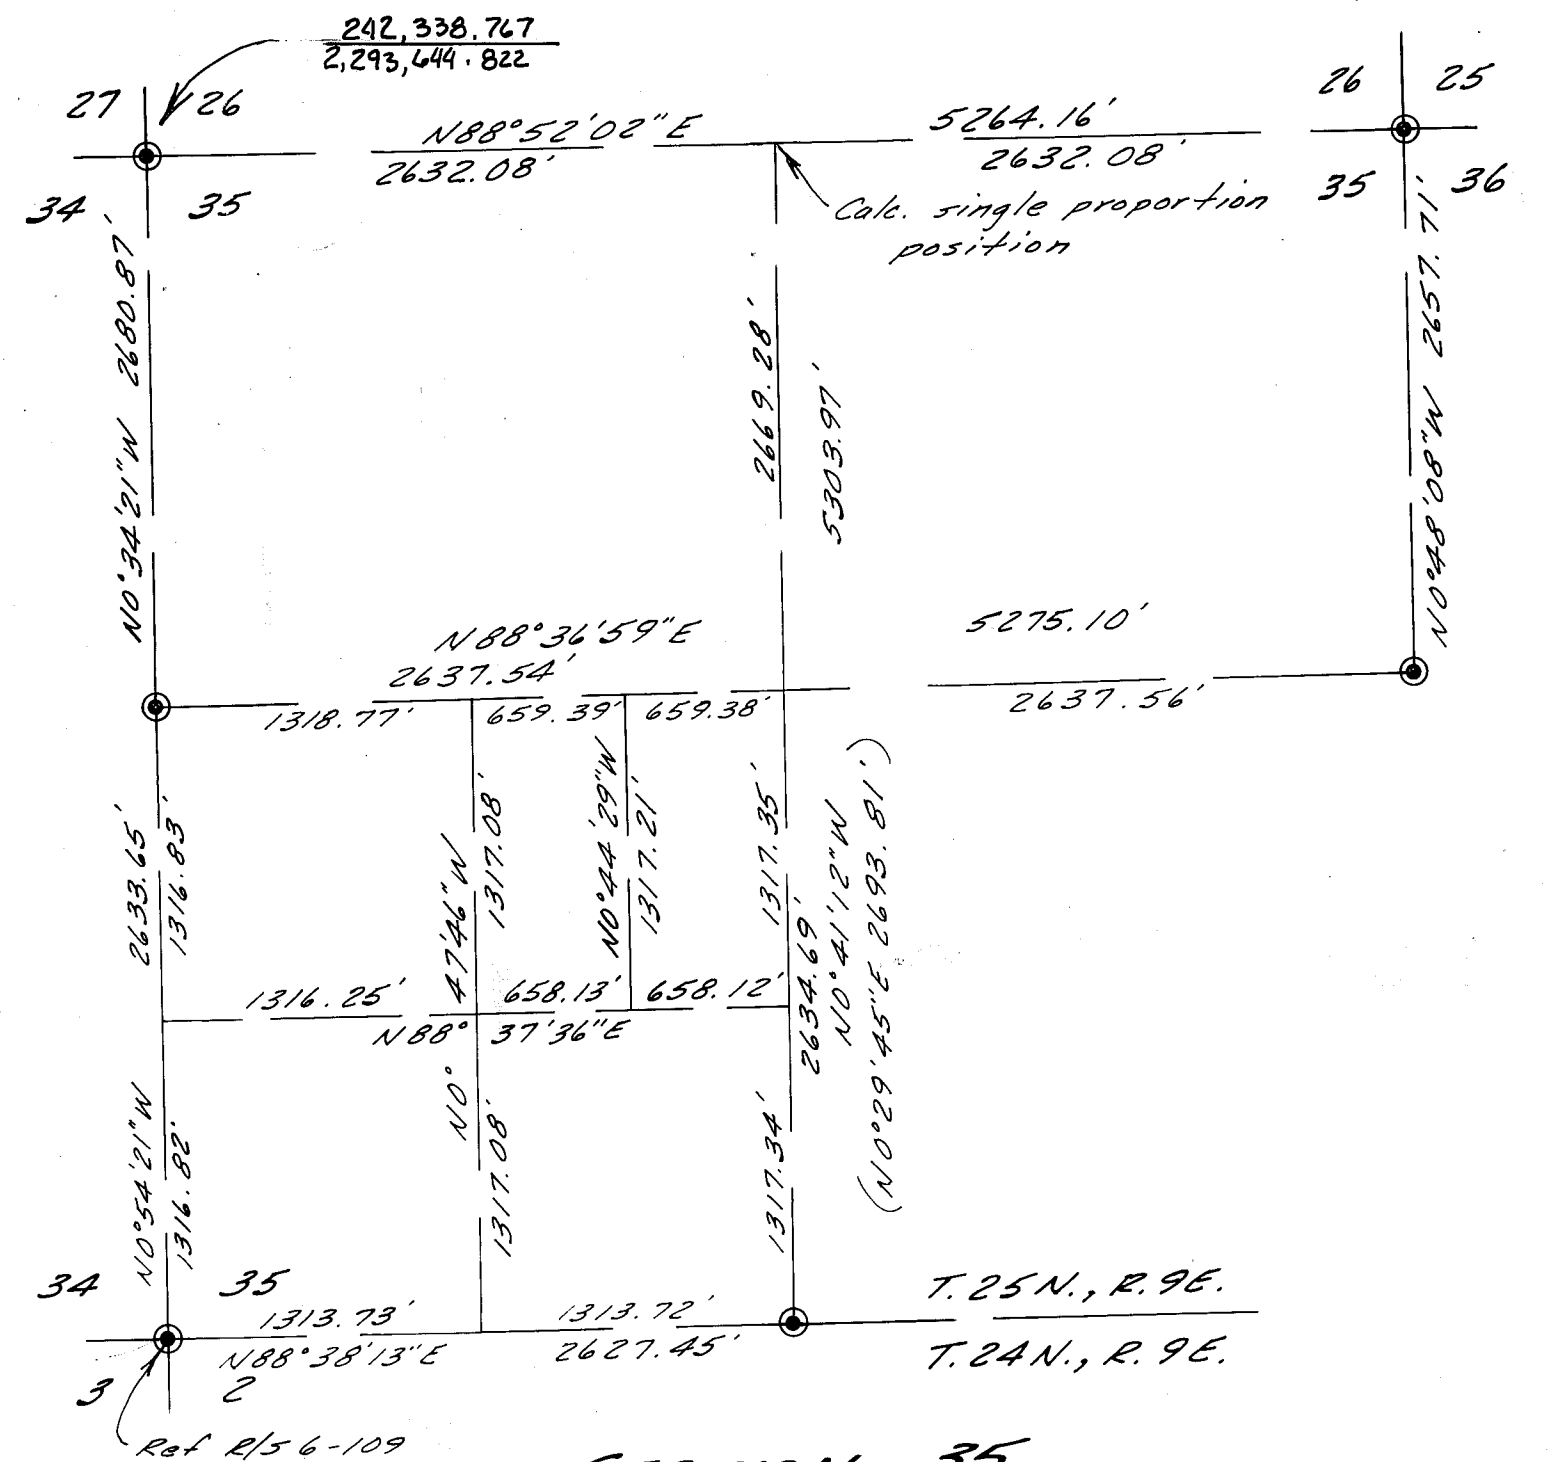 242,338.767
2,293,644.822
27 26
26 25
N88°52'02"E
5264.16'
2632.08'
2632.08'
34 35
35 36
Calc. single proportion
position
N0°34'21"W 2680.87'
2669.28'
5303.97'
N0°48'08"W 2657.71'
N88°36'59"E
5275.10'
2637.54'
2637.56'
1318.77'
659.39'
659.38'
2633.65'
1316.83'
1317.08'
N0°44'29"W
1317.21'
1317.35'
2634.69'
N0°41'12"W
(N0°29'45"E 2693.81')
1316.25'
658.13'
658.12'
N88° 37'36"E
N0° 47'46"W
N0°54'21"W
1316.82'
1317.08'
1317.34'
34 35
1313.73'
1313.72'
N88°38'13"E
2627.45'
T.25N., R.9E.
T.24N., R.9E.
3 2
Ref R/S 6-109
SECTION 35